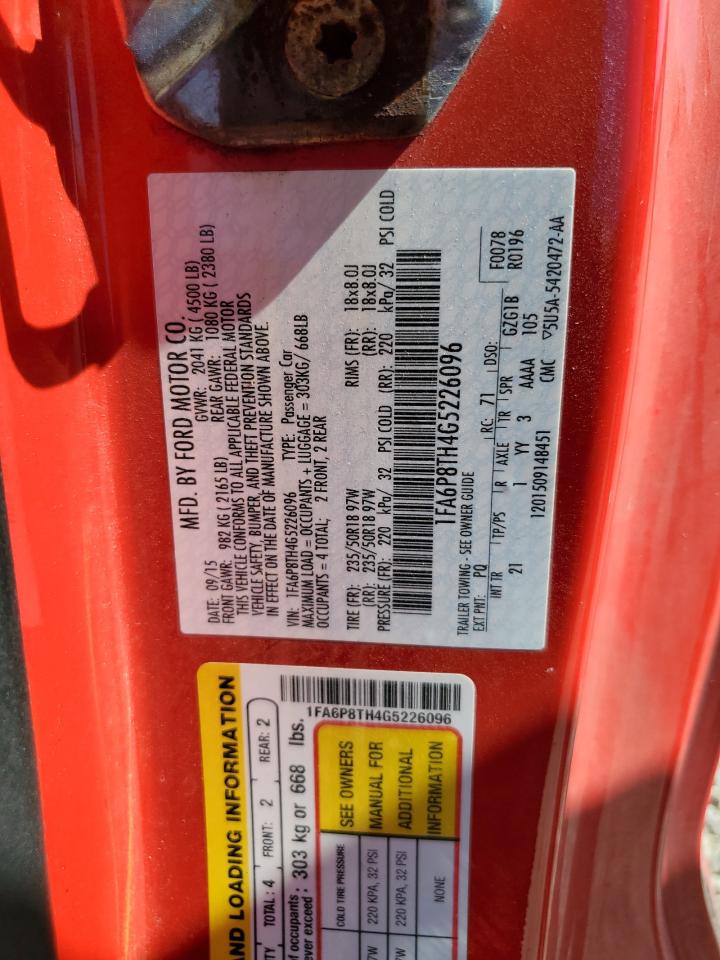 MFD. BY FORD MOTOR CO.
DATE: 09/15 GVWR: 2041 KG ( 4500 LB)
FRONT GAWR: 982 KG ( 2165 LB) REAR GAWR: 1080 KG ( 2380 LB)
THIS VEHICLE CONFORMS TO ALL APPLICABLE FEDERAL MOTOR
VEHICLE SAFETY, BUMPER, AND THEFT PREVENTION STANDARDS
IN EFFECT ON THE DATE OF MANUFACTURE SHOWN ABOVE.
VIN: 1FA6P8TH4G5226096 TYPE: Passenger Car
MAXIMUM LOAD = OCCUPANTS + LUGGAGE = 303KG/ 668LB
OCCUPANTS = 4 TOTAL; 2 FRONT, 2 REAR
TIRE (FR): 235/50R18 97W RIMS (FR): 18x8.0J
(RR): 235/50R18 97W (RR): 18x8.0J
PRESSURE (FR): 220 kPa/ 32 PSI COLD (RR): 220 kPa/ 32 PSI COLD
1FA6P8TH4G5226096
TRAILER TOWING - SEE OWNER GUIDE
EXT PNT: PQ RC: 71 DSO: F0078
INT TR TP/PS R AXLE TR SPR GZGTB R0196
21 1 YY 3 AAAA 105
1201509148451 CMC ▽5U5A-5420472-AA
AND LOADING INFORMATION
TY TOTAL: 4 FRONT: 2 REAR: 2
f occupants:
ever exceed: 303 kg or 668 lbs.
1FA6P8TH4G5226096
COLD TIRE PRESSURE SEE OWNERS
7W 220 KPA, 32 PSI MANUAL FOR
7W 220 KPA, 32 PSI ADDITIONAL
NONE INFORMATION